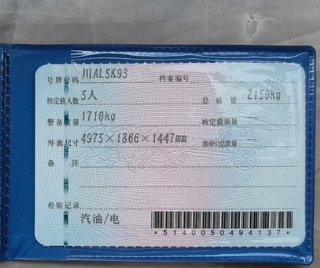 号牌号码 川AL5K93 档案编号
核定载人数 5人 总质量 2150kg
整备质量 1710kg 核定载质量 —
外廓尺寸 4975×1866×1447mm 准牵引总质量 —
备注
检验记录
汽油/电
*5140050494137*